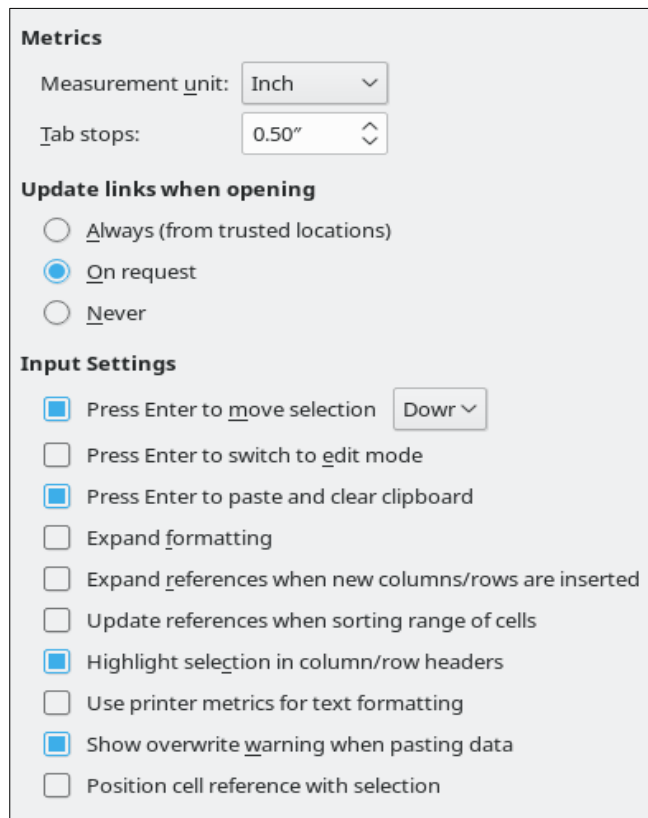 Metrics
Measurement unit: Inch
Tab stops: 0.50″
Update links when opening
Always (from trusted locations)
On request
Never
Input Settings
Press Enter to move selection Dowr
Press Enter to switch to edit mode
Press Enter to paste and clear clipboard
Expand formatting
Expand references when new columns/rows are inserted
Update references when sorting range of cells
Highlight selection in column/row headers
Use printer metrics for text formatting
Show overwrite warning when pasting data
Position cell reference with selection